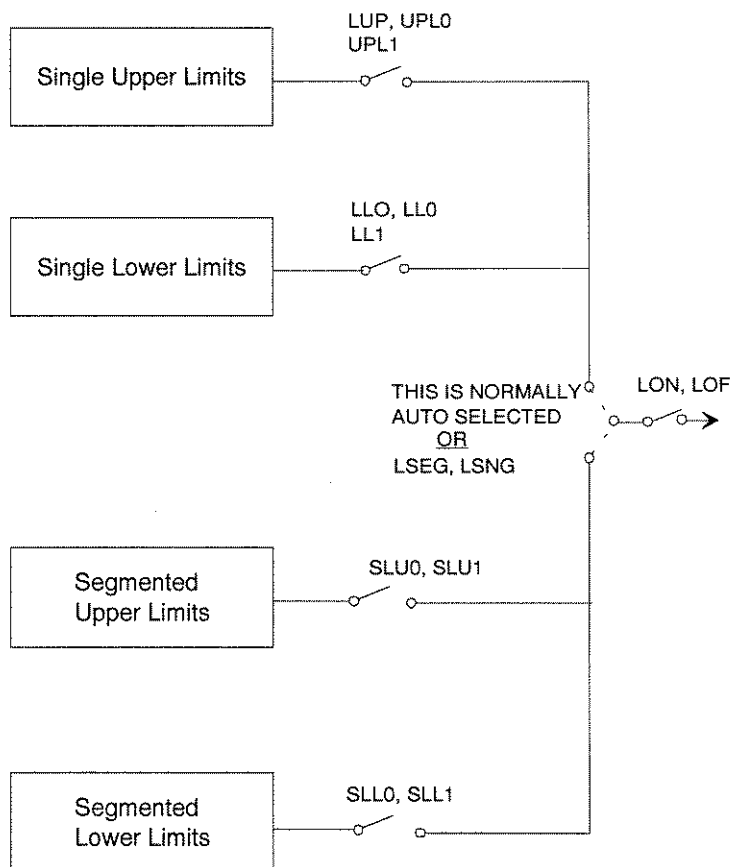 LUP, UPL0
UPL1
Single Upper Limits
LLO, LL0
LL1
Single Lower Limits
THIS IS NORMALLY
AUTO SELECTED
OR
LSEG, LSNG
LON, LOF
Segmented
Upper Limits
SLU0, SLU1
Segmented
Lower Limits
SLL0, SLL1